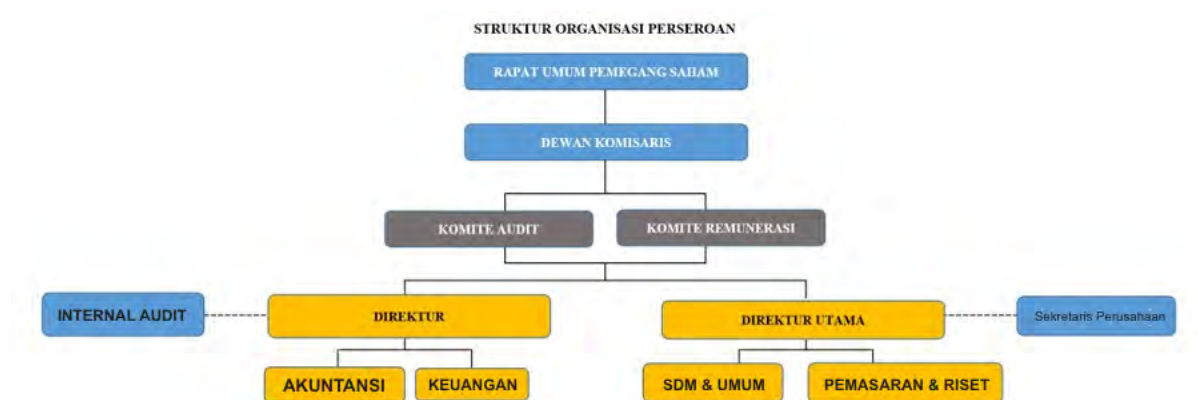 STRUKTUR ORGANISASI PERSEROAN
RAPAT UMUM PEMEGANG SAHAM
DEWAN KOMISARIS
KOMITE AUDIT
KOMITE REMUNERASI
INTERNAL AUDIT
DIREKTUR
DIREKTUR UTAMA
Sekretaris Perusahaan
AKUNTANSI
KEUANGAN
SDM & UMUM
PEMASARAN & RISET